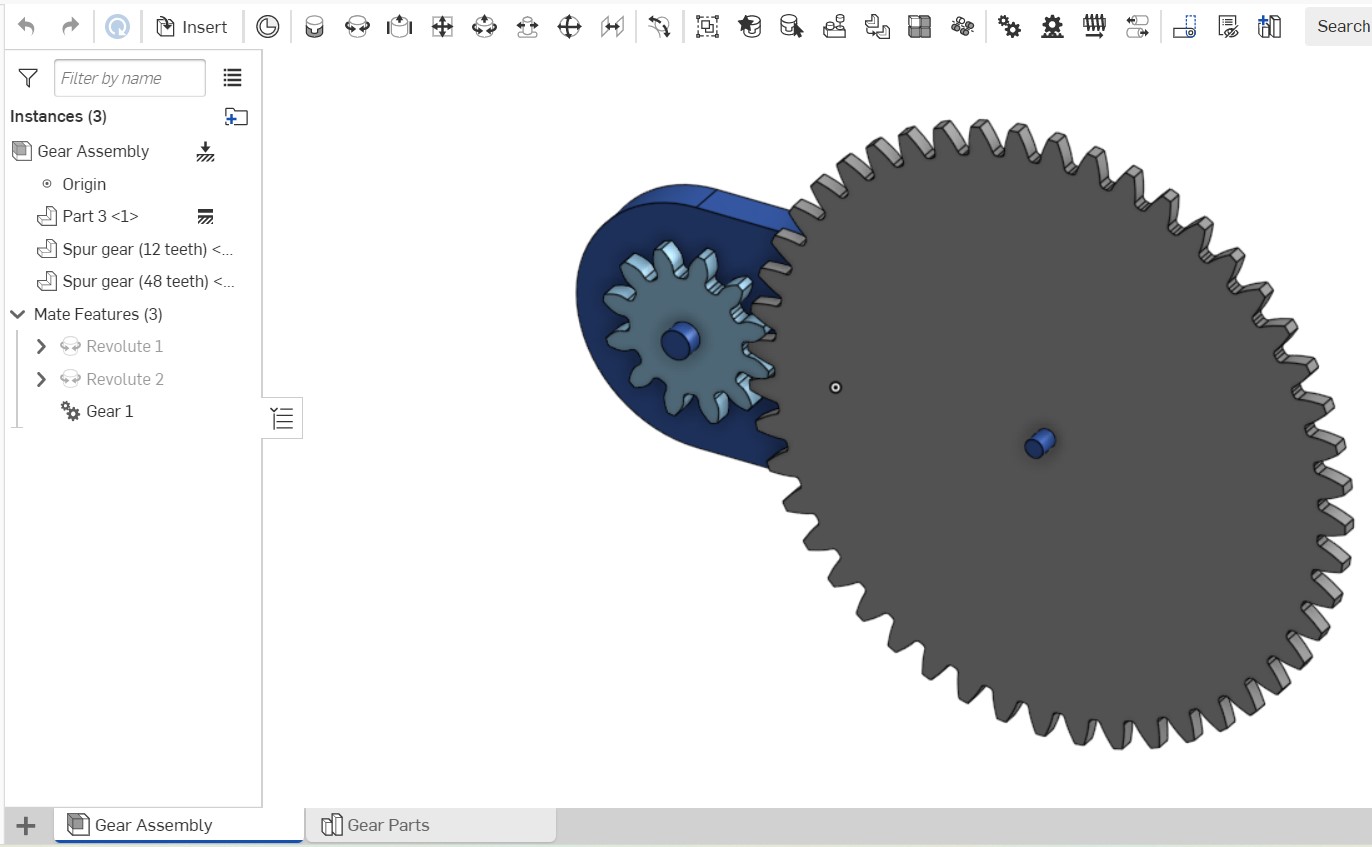 Insert
Search
Filter by name
Instances (3)
Gear Assembly
Origin
Part 3 <1>
Spur gear (12 teeth) <...
Spur gear (48 teeth) <...
Mate Features (3)
Revolute 1
Revolute 2
Gear 1
Gear Assembly
Gear Parts